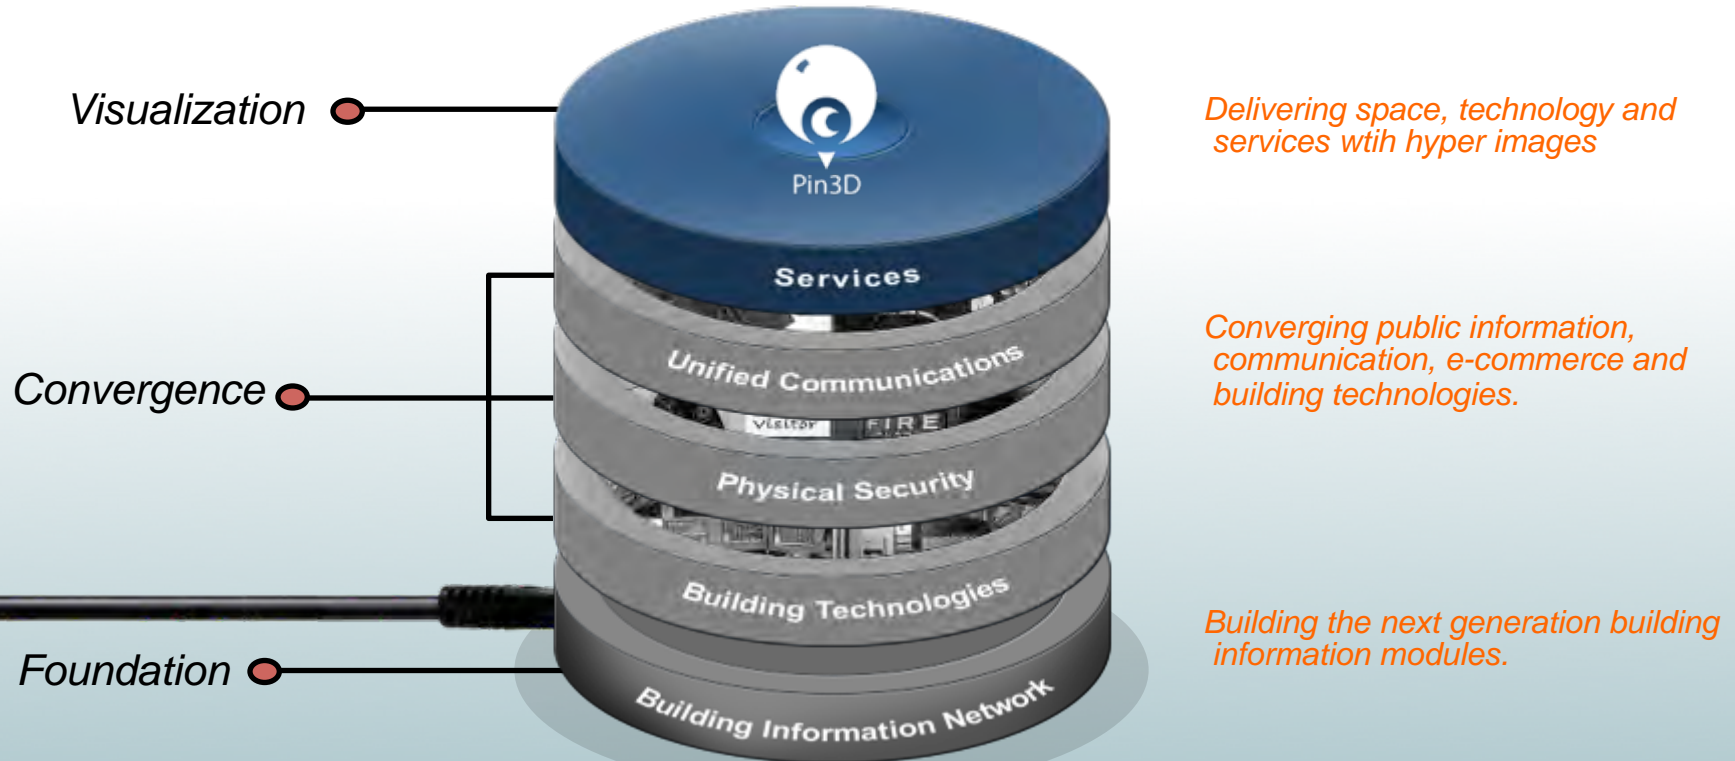 Visualization
Pin3D
Services
Delivering space, technology and
services wtih hyper images
Convergence
Unified Communications
Visitor FIRE
Physical Security
Building Technologies
Converging public information,
communication, e-commerce and
building technologies.
Foundation
Building Information Network
Building the next generation building
information modules.